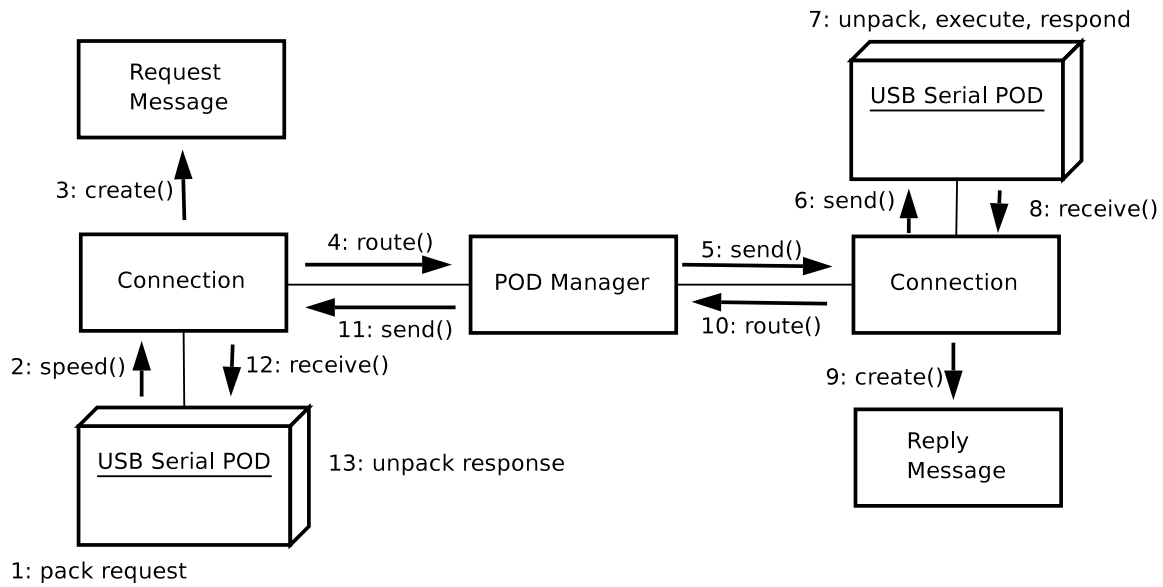 7: unpack, execute, respond
Request
Message
USB Serial POD
3: create()
6: send()
8: receive()
Connection
4: route()
POD Manager
5: send()
Connection
11: send()
10: route()
2: speed()
12: receive()
9: create()
USB Serial POD
13: unpack response
Reply
Message
1: pack request